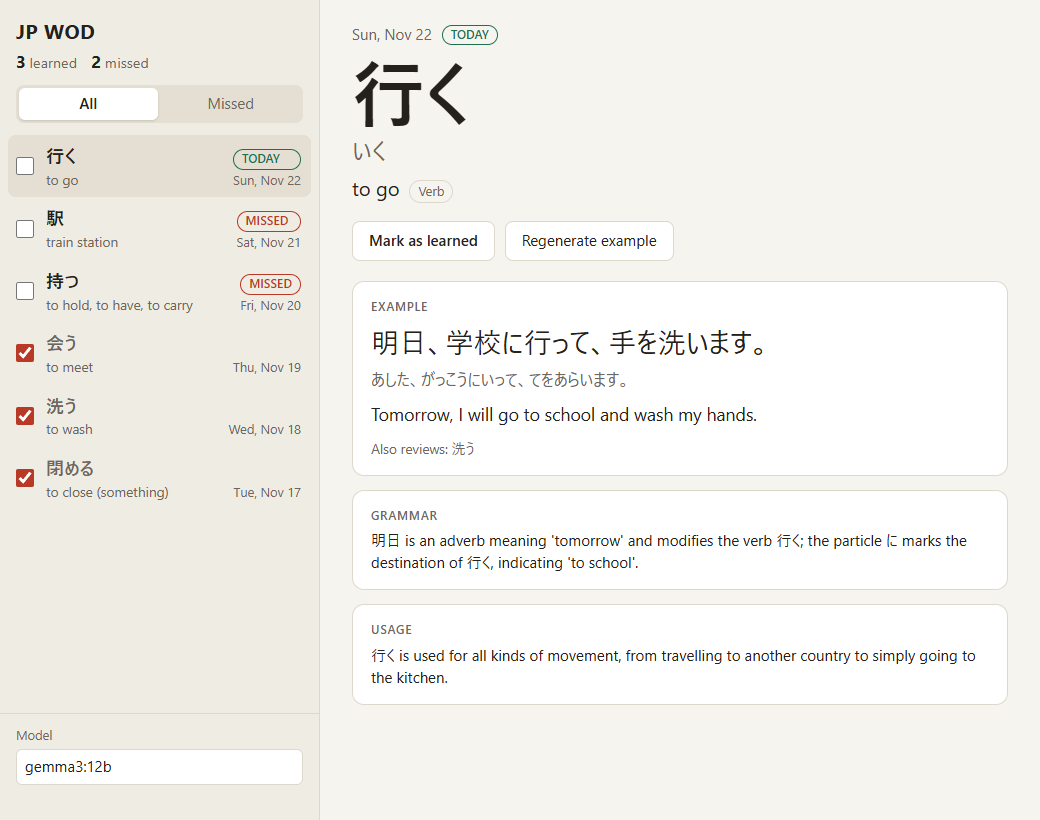 JP WOD
3 learned 2 missed
All Missed
行く TODAY
to go Sun, Nov 22
駅 MISSED
train station Sat, Nov 21
持つ MISSED
to hold, to have, to carry Fri, Nov 20
会う
to meet Thu, Nov 19
洗う
to wash Wed, Nov 18
閉める
to close (something) Tue, Nov 17
Model
gemma3:12b
Sun, Nov 22 TODAY
行く
いく
to go Verb
Mark as learned Regenerate example
EXAMPLE
明日、学校に行って、手を洗います。
あした、がっこうにいって、てをあらいます。
Tomorrow, I will go to school and wash my hands.
Also reviews: 洗う
GRAMMAR
明日 is an adverb meaning 'tomorrow' and modifies the verb 行く; the particle に marks the
destination of 行く, indicating 'to school'.
USAGE
行く is used for all kinds of movement, from travelling to another country to simply going to
the kitchen.